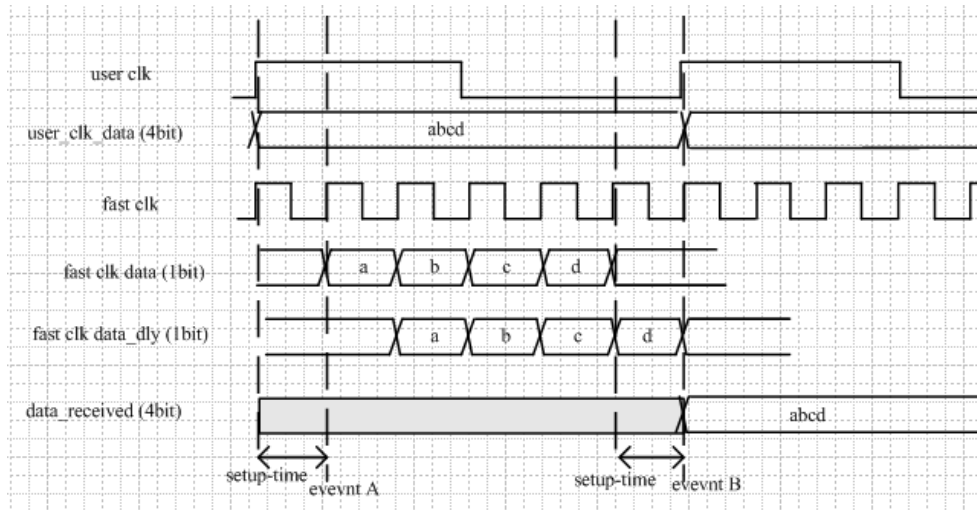 user clk
user_clk_data (4bit)
abcd
fast clk
fast clk data (1bit)
a
b
c
d
fast clk data_dly (1bit)
a
b
c
d
data_received (4bit)
abcd
setup-time
evevnt A
setup-time
evevnt B